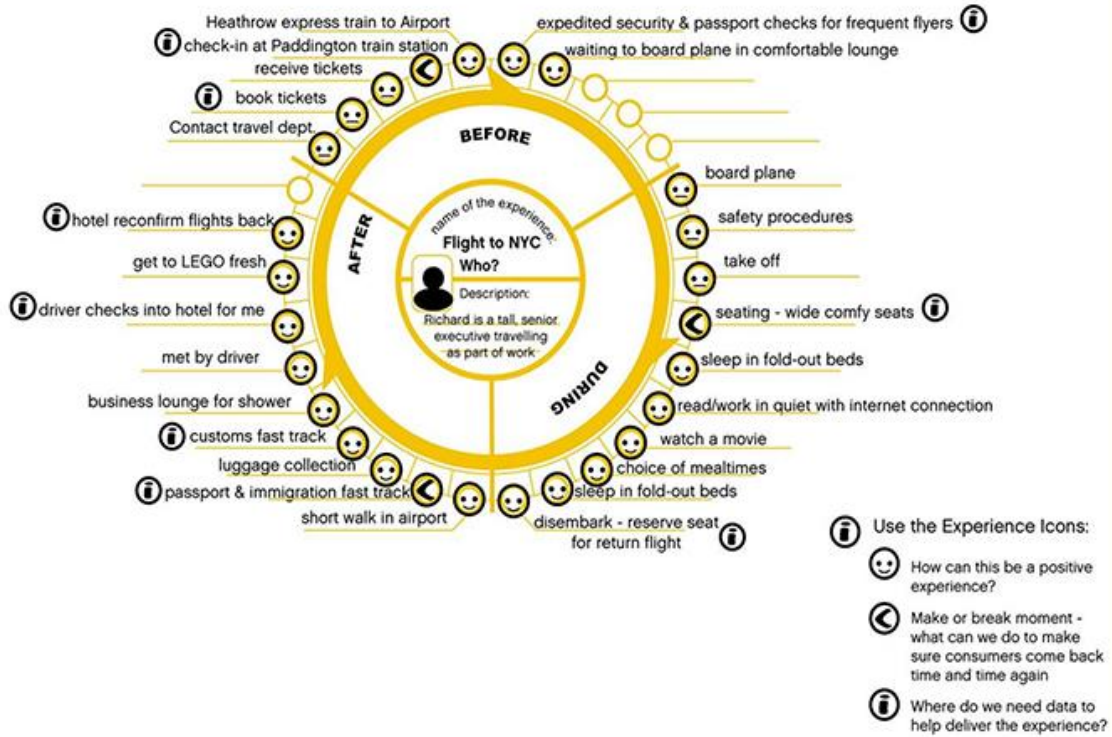 Heathrow express train to Airport
check-in at Paddington train station
receive tickets
book tickets
Contact travel dept.
expedited security & passport checks for frequent flyers
waiting to board plane in comfortable lounge
BEFORE
board plane
safety procedures
take off
seating - wide comfy seats
sleep in fold-out beds
read/work in quiet with internet connection
watch a movie
choice of mealtimes
sleep in fold-out beds
disembark - reserve seat
for return flight
DURING
hotel reconfirm flights back
get to LEGO fresh
driver checks into hotel for me
met by driver
business lounge for shower
customs fast track
luggage collection
passport & immigration fast track
short walk in airport
AFTER
name of the experience:
Flight to NYC
Who?
Description:
Richard is a tall, senior
executive travelling
as part of work
Use the Experience Icons:
How can this be a positive
experience?
Make or break moment -
what can we do to make
sure consumers come back
time and time again
Where do we need data to
help deliver the experience?